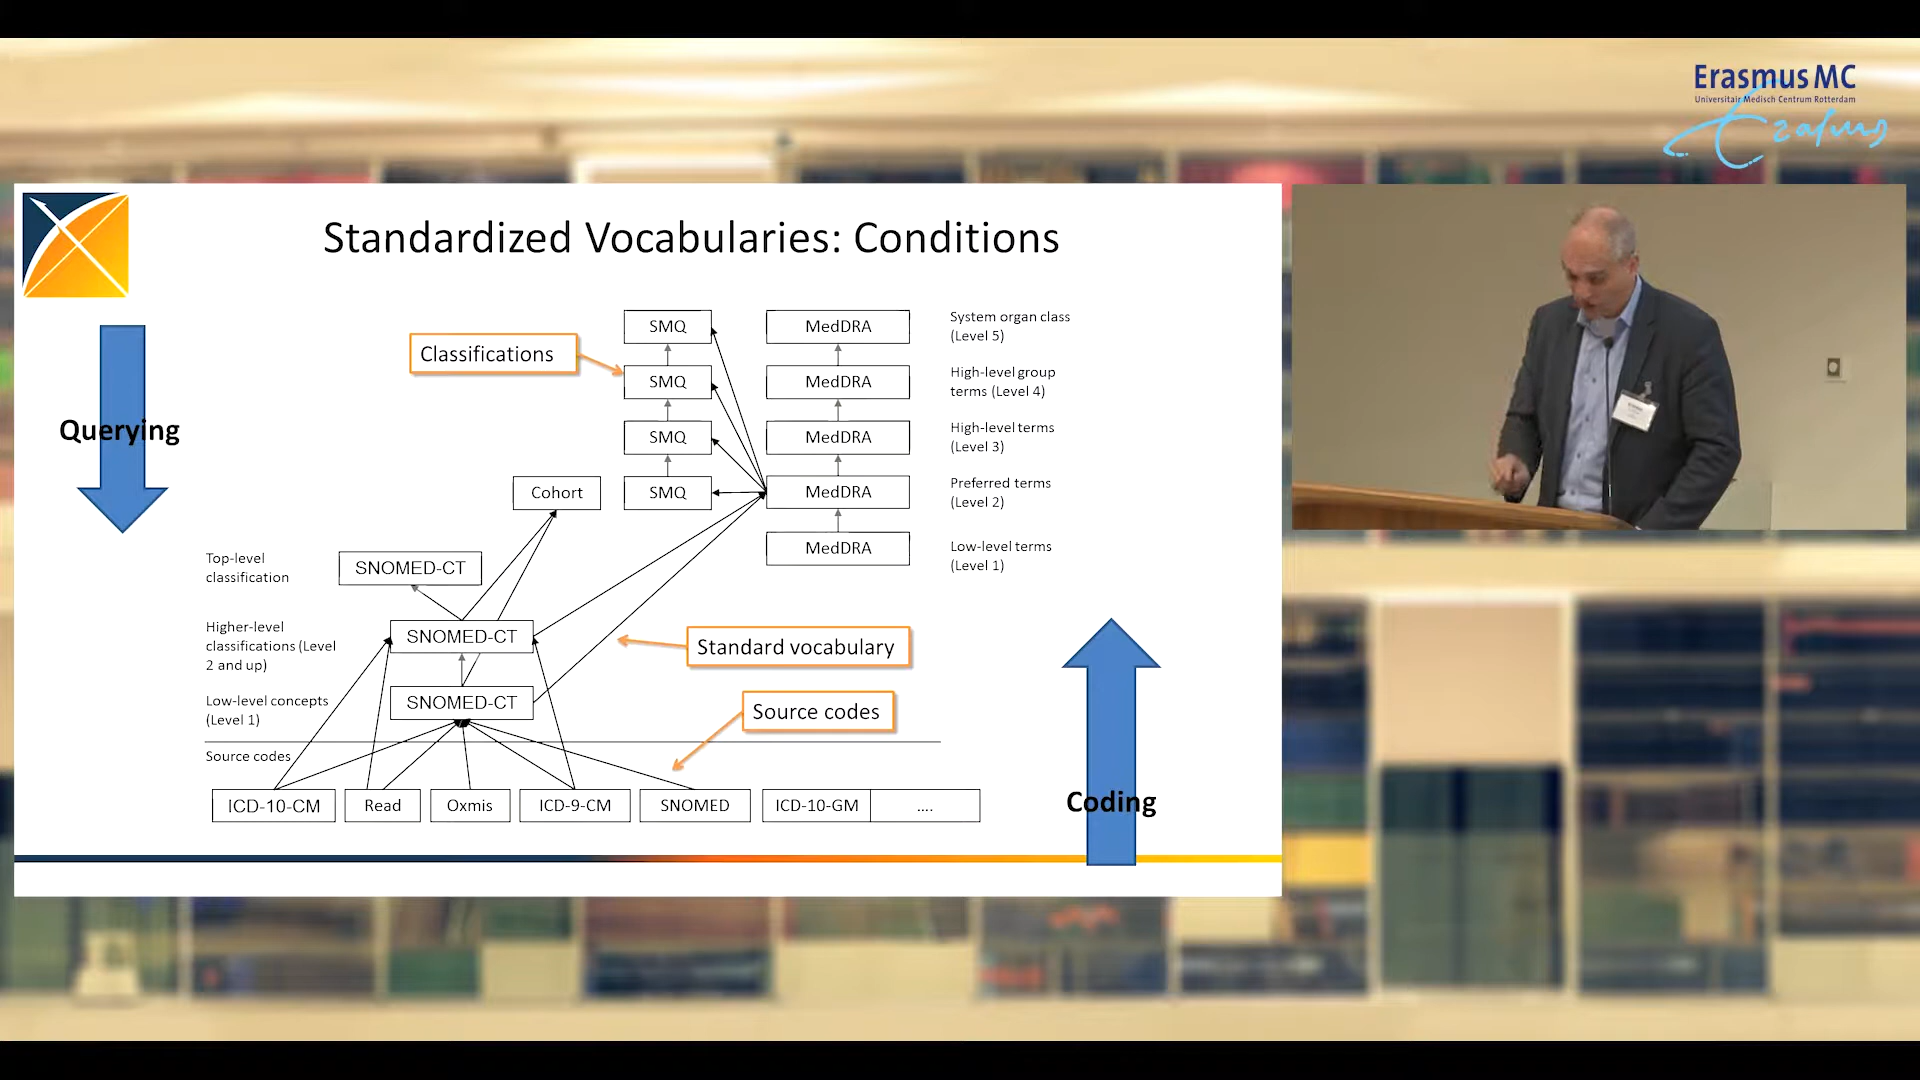 Erasmus MC
Universitair Medisch Centrum Rotterdam
Erasmus
Standardized Vocabularies: Conditions
SMQ
MedDRA
System organ class
(Level 5)
Classifications
SMQ
MedDRA
High-level group
terms (Level 4)
Querying
SMQ
MedDRA
High-level terms
(Level 3)
Cohort
SMQ
MedDRA
Preferred terms
(Level 2)
MedDRA
Low-level terms
(Level 1)
Top-level
classification
SNOMED-CT
Higher-level
classifications (Level
2 and up)
SNOMED-CT
Standard vocabulary
Low-level concepts
(Level 1)
SNOMED-CT
Source codes
Source codes
ICD-10-CM
Read
Oxmis
ICD-9-CM
SNOMED
ICD-10-GM
....
Coding